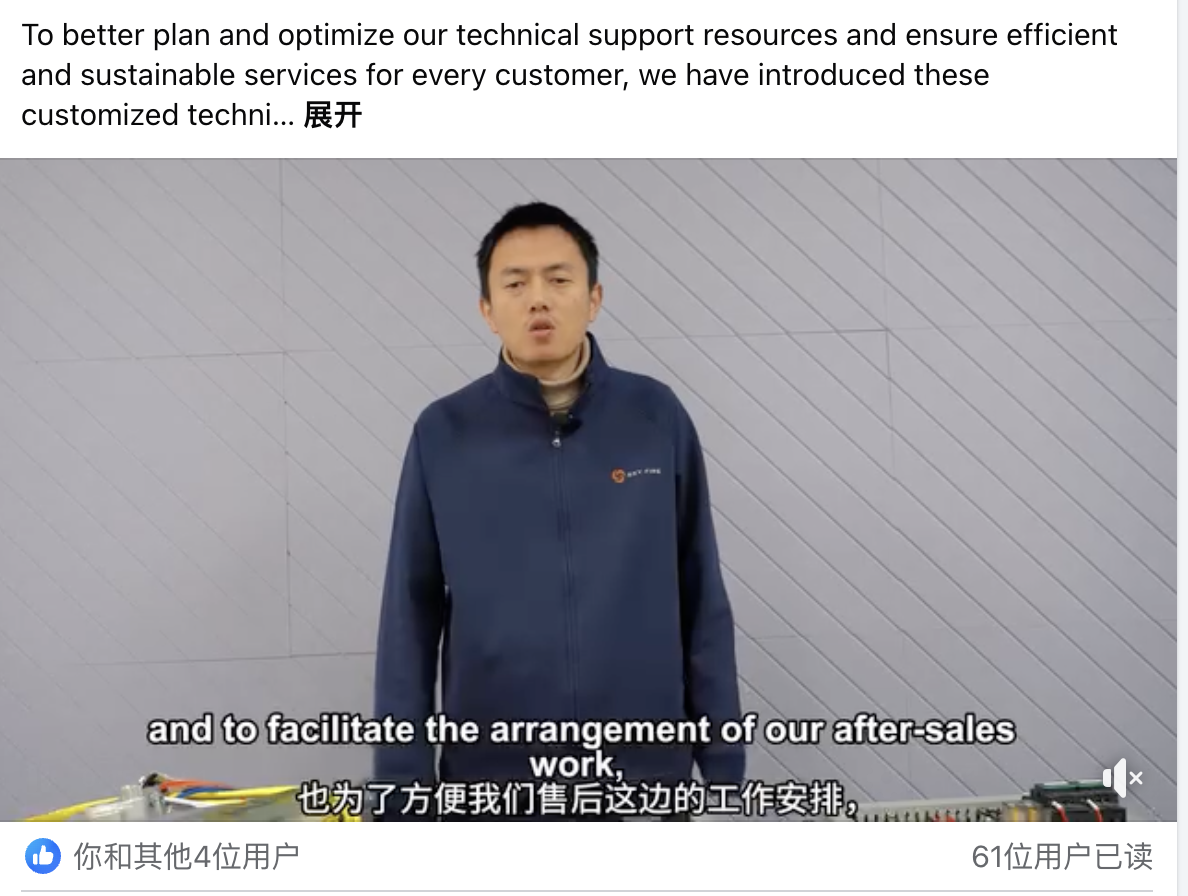 To better plan and optimize our technical support resources and ensure efficient
and sustainable services for every customer, we have introduced these
customized techni... 展开
SKY FIRE
and to facilitate the arrangement of our after-sales
work,
也为了方便我们售后这边的工作安排，
你和其他4位用户
61位用户已读